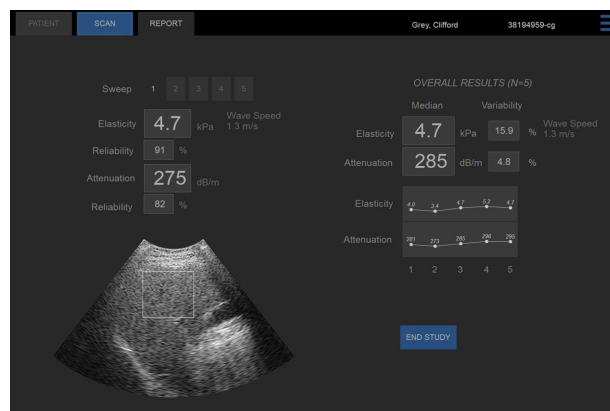 PATIENT SCAN REPORT Grey, Clifford 38194959-cg
Sweep 1 2 3 4 5
Elasticity 4.7 kPa Wave Speed 1.3 m/s
Reliability 91 %
Attenuation 275 dB/m
Reliability 82 %
OVERALL RESULTS (N=5)
Median Variability
Elasticity 4.7 kPa 15.9 % Wave Speed 1.3 m/s
Attenuation 285 dB/m 4.8 %
Elasticity 4.0 3.4 4.7 5.2 4.7
Attenuation 281 273 285 296 295
1 2 3 4 5
END STUDY